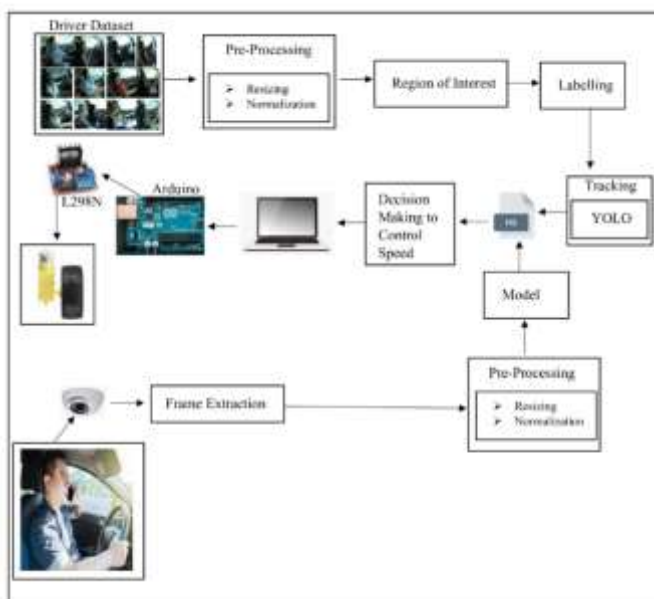 Driver Dataset
Pre-Processing
➢ Resizing
➢ Normalization
Region of Interest
Labelling
Tracking
YOLO
Decision
Making to
Control
Speed
Arduino
L298N
Model
Pre-Processing
➢ Resizing
➢ Normalization
Frame Extraction